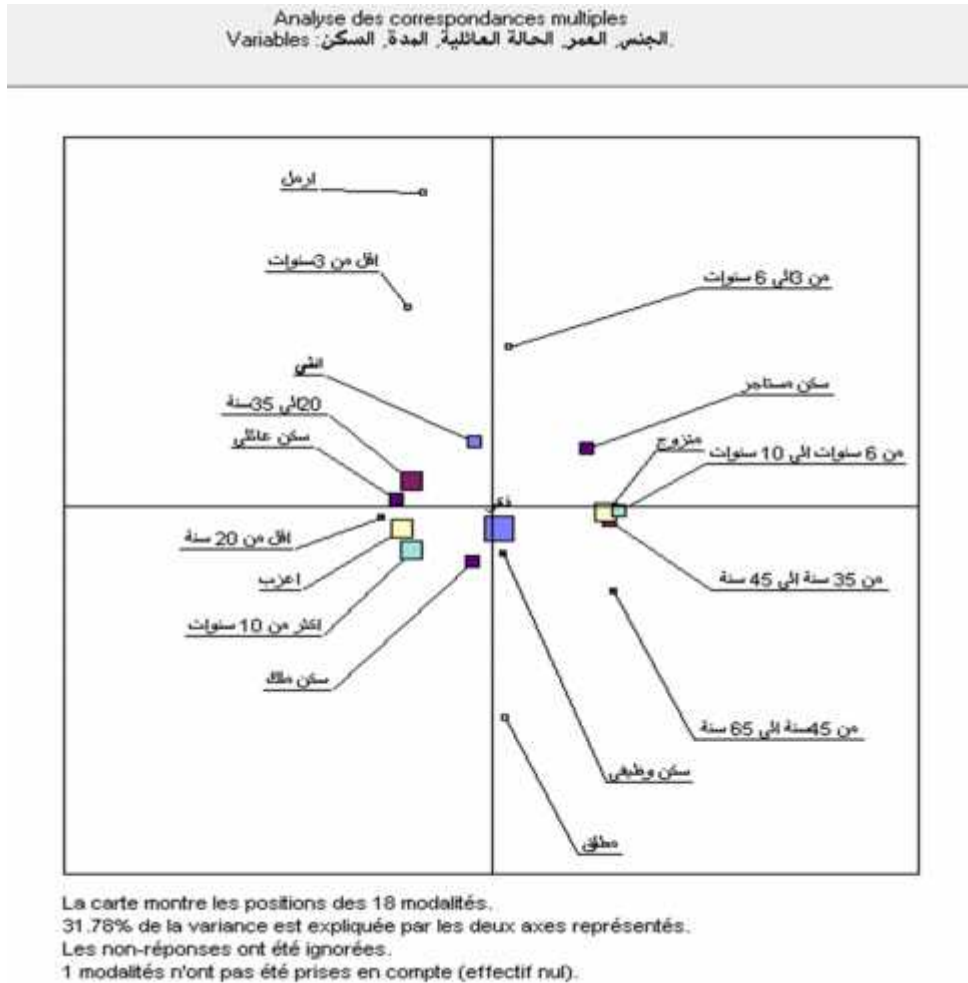 Analyse des correspondances multiples
Variables : الجنس, العمر, الحالة العائلية, المدة, السكن.
ارمل
اقل من 3سنوات
من 3الى 6 سنوات
انثى
سكن مستاجر
20الى 35سنة
متزوج
سكن عائلي
من 6 سنوات الى 10 سنوات
ذكر
اقل من 20 سنة
اعزب
من 35 سنة الى 45 سنة
اكثر من 10 سنوات
سكن ملك
من 45سنة الى 65 سنة
سكن وظيفي
مطلق
La carte montre les positions des 18 modalités.
31.78% de la variance est expliquée par les deux axes représentés.
Les non-réponses ont été ignorées.
1 modalités n'ont pas été prises en compte (effectif nul).